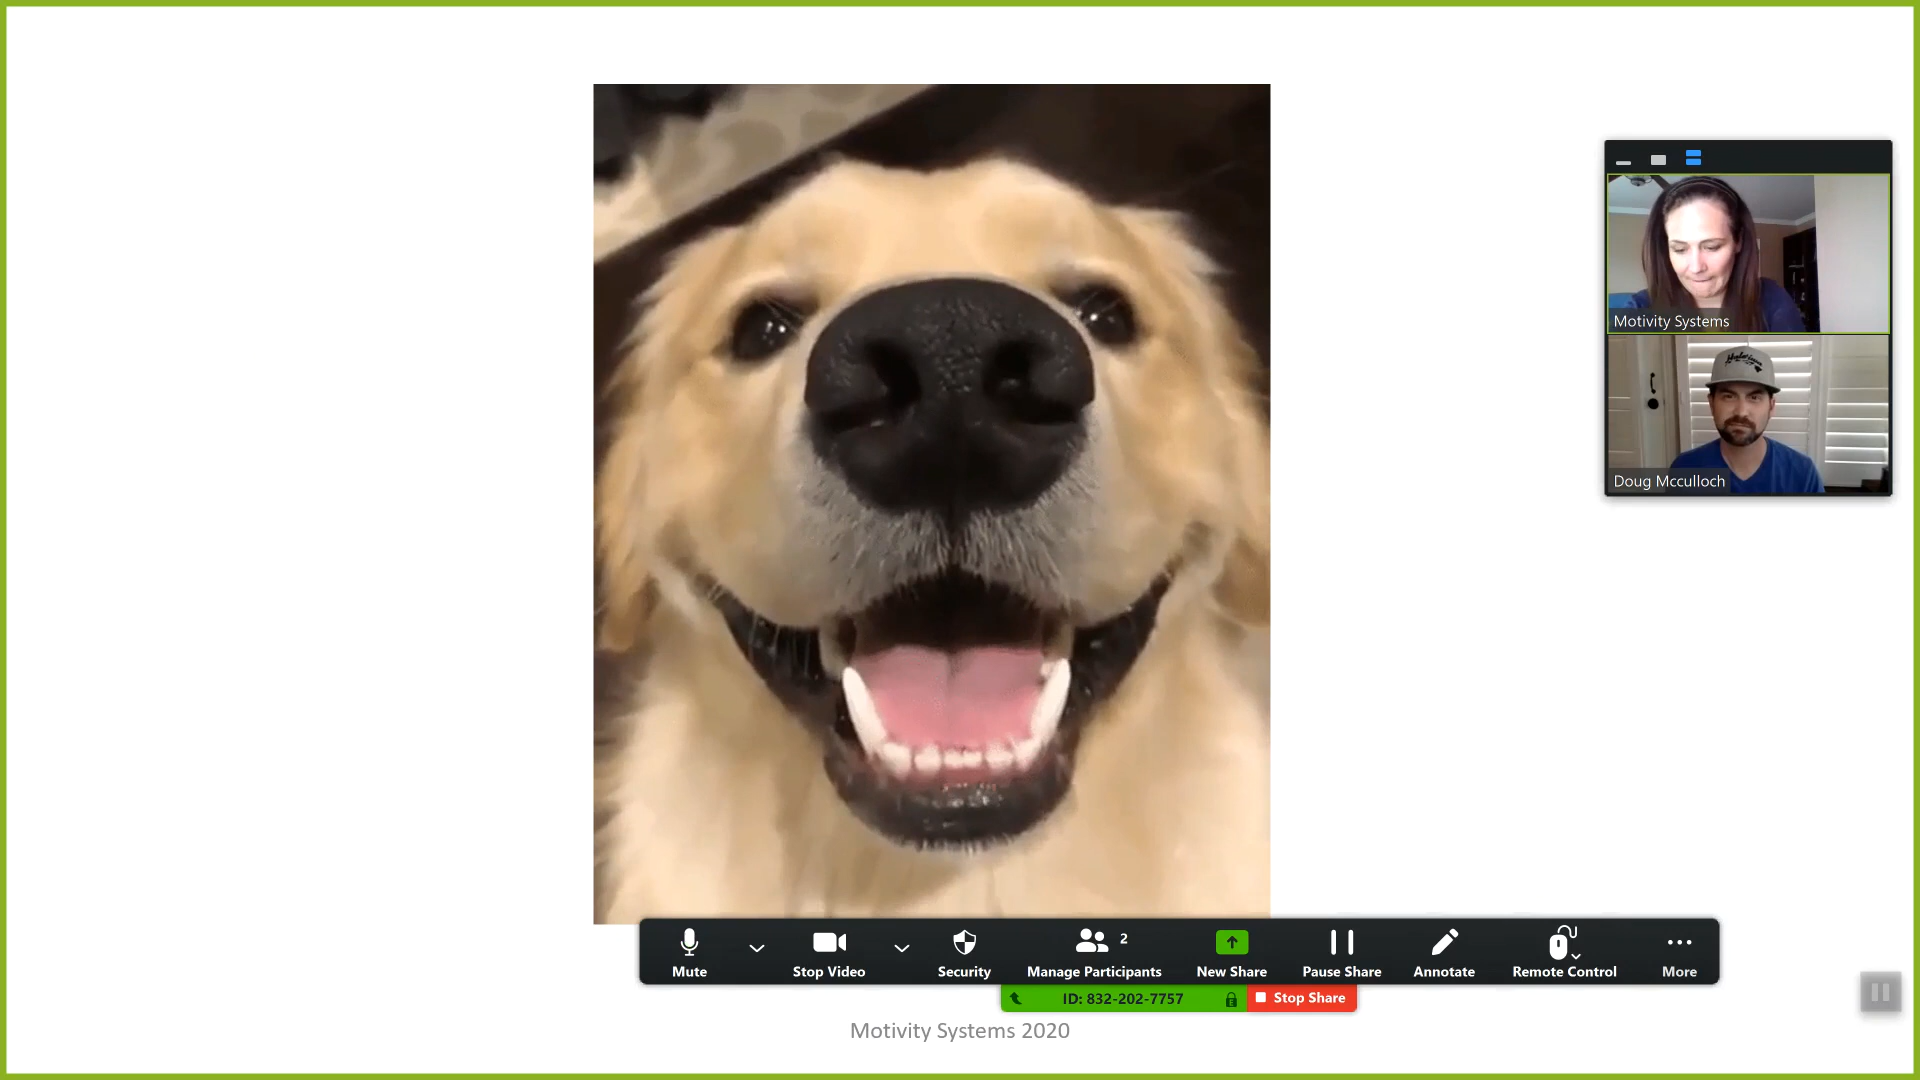 Motivity Systems
Doug Mcculloch
Mute
Stop Video
Security
Manage Participants
2
New Share
Pause Share
Annotate
Remote Control
More
ID: 832-202-7757
Stop Share
Motivity Systems 2020